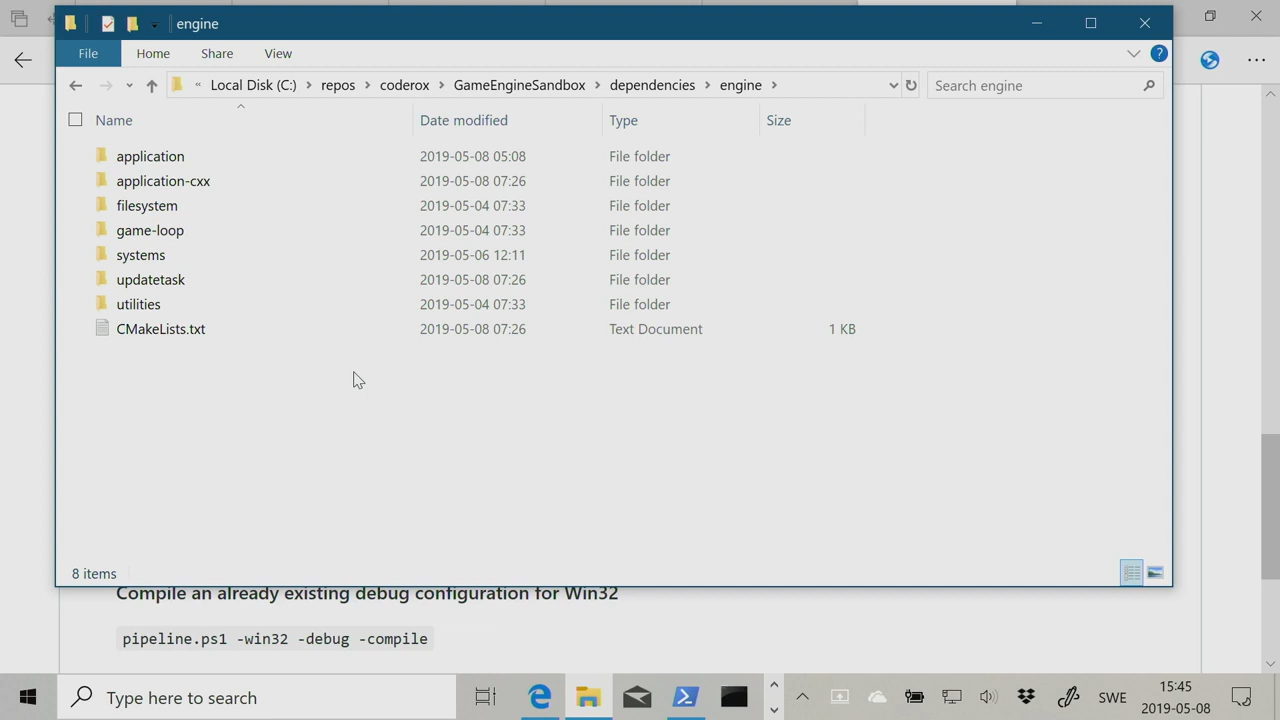 engine
File Home Share View
« Local Disk (C:) › repos › coderox › GameEngineSandbox › dependencies › engine ›
Search engine
Name Date modified Type Size
application 2019-05-08 05:08 File folder
application-cxx 2019-05-08 07:26 File folder
filesystem 2019-05-04 07:33 File folder
game-loop 2019-05-04 07:33 File folder
systems 2019-05-06 12:11 File folder
updatetask 2019-05-08 07:26 File folder
utilities 2019-05-04 07:33 File folder
CMakeLists.txt 2019-05-08 07:26 Text Document 1 KB
8 items
Compile an already existing debug configuration for Win32
pipeline.ps1 -win32 -debug -compile
Type here to search
SWE
15:45
2019-05-08